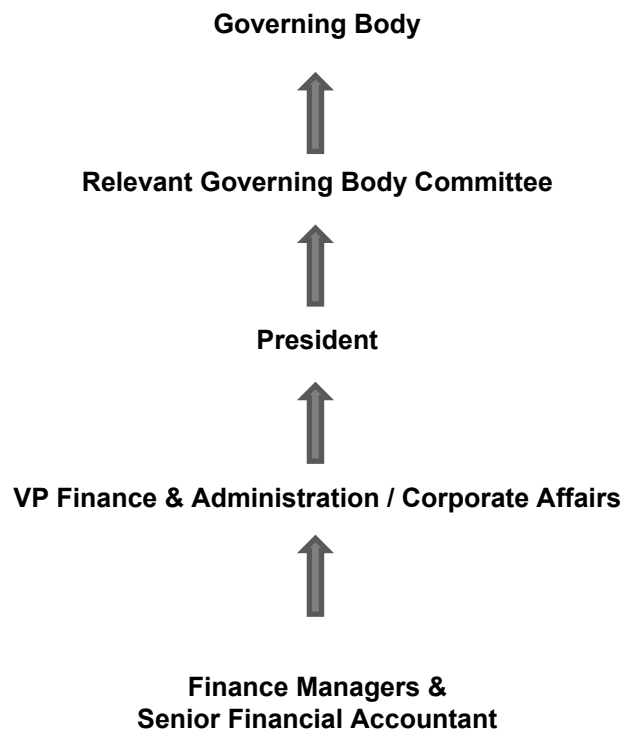 Governing Body
Relevant Governing Body Committee
President
VP Finance & Administration / Corporate Affairs
Finance Managers &
Senior Financial Accountant